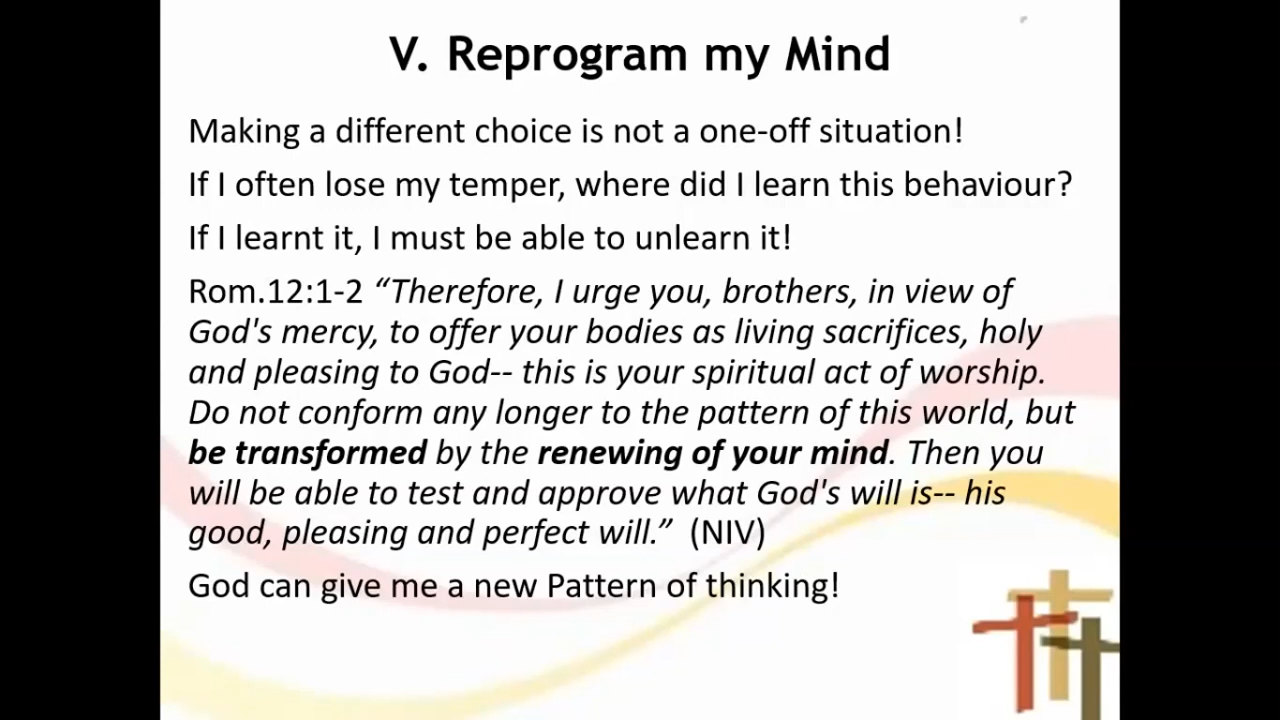 V. Reprogram my Mind
Making a different choice is not a one-off situation!
If I often lose my temper, where did I learn this behaviour?
If I learnt it, I must be able to unlearn it!
Rom.12:1-2 “Therefore, I urge you, brothers, in view of
God's mercy, to offer your bodies as living sacrifices, holy
and pleasing to God-- this is your spiritual act of worship.
Do not conform any longer to the pattern of this world, but
be transformed by the renewing of your mind. Then you
will be able to test and approve what God's will is-- his
good, pleasing and perfect will.” (NIV)
God can give me a new Pattern of thinking!